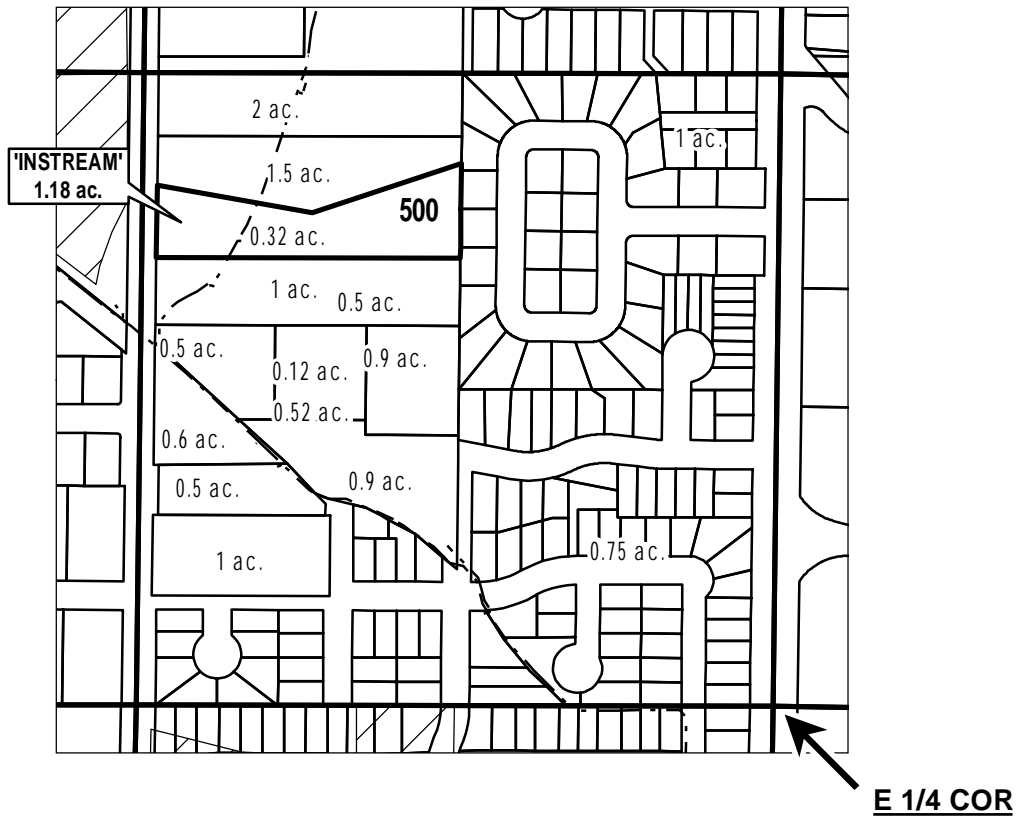 2 ac.
1 ac.
'INSTREAM'
1.18 ac.
1.5 ac.
500
0.32 ac.
1 ac.
0.5 ac.
0.5 ac.
0.12 ac.
0.9 ac.
0.52 ac.
0.6 ac.
0.9 ac.
0.5 ac.
1 ac.
0.75 ac.
E 1/4 COR